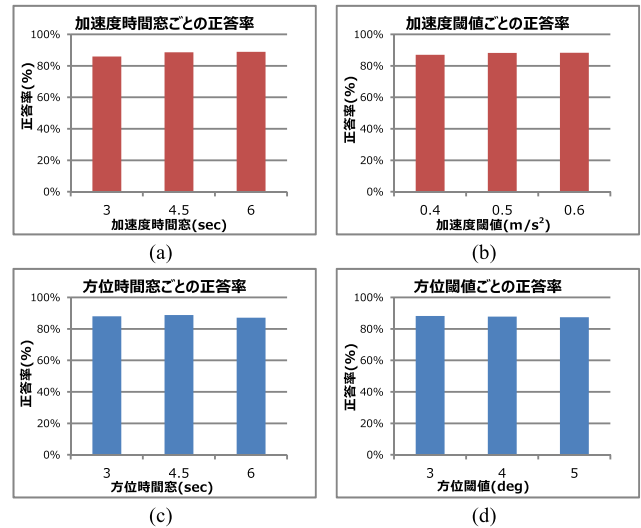 加速度時間窓ごとの正答率
正答率(%)
100%
80%
60%
40%
20%
0%
3 4.5 6
加速度時間窓(sec)
(a)
加速度閾値ごとの正答率
正答率(%)
100%
80%
60%
40%
20%
0%
0.4 0.5 0.6
加速度閾値(m/s²)
(b)
方位時間窓ごとの正答率
正答率(%)
100%
80%
60%
40%
20%
0%
3 4.5 6
方位時間窓(sec)
(c)
方位閾値ごとの正答率
正答率(%)
100%
80%
60%
40%
20%
0%
3 4 5
方位閾値(deg)
(d)